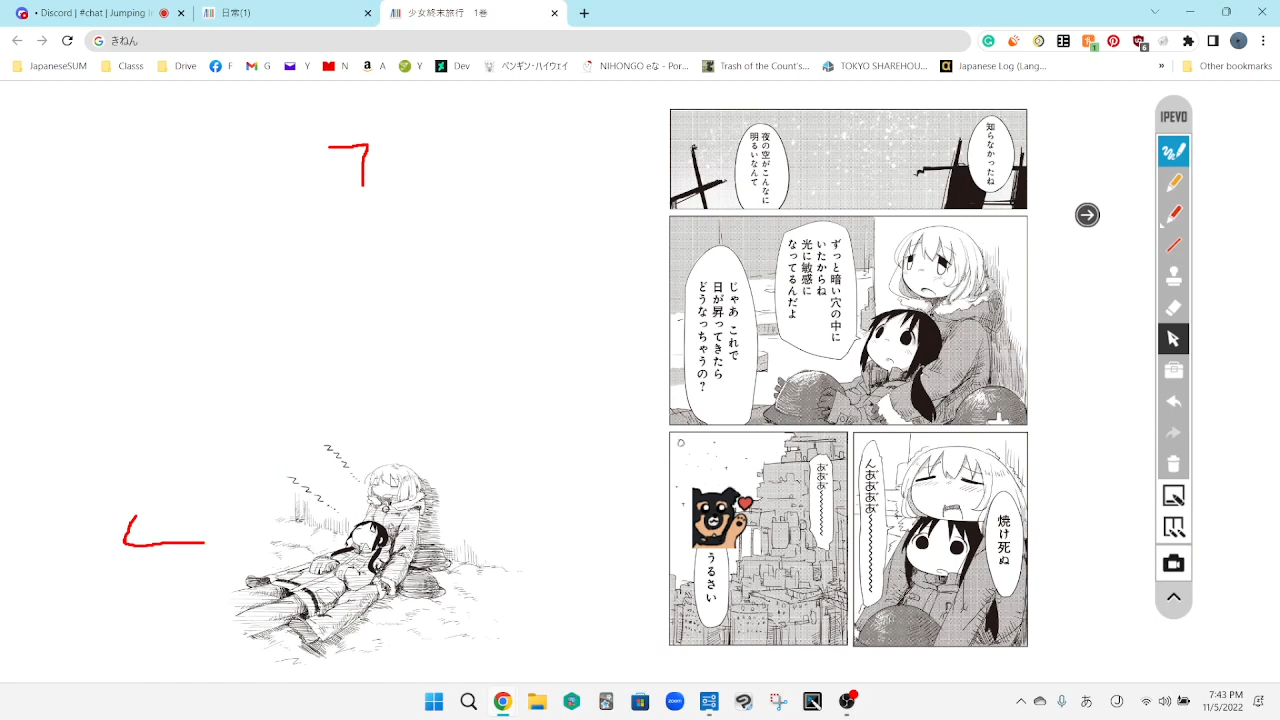 • Discord | #chat | Jumping I
日常(1)
少女終末旅行 1巻
きねん
1
6
JapaneseSUM
Classs
Drive
F
G
Y
N
A
Y
Dev
ペンギン・ハイウェイ
NIHONGO eな - Por...
Trash of the Count's...
TOKYO SHAREHOU...
Japanese Log (Lang...
»
Other bookmarks
IPEVO
知らなかったね
夜の空がこんなに
明るいなんて
ずっと暗い穴の中に
いたからね
光に敏感に
なってるんだよ
じゃあ これで
日が昇ってきたら
どうなっちゃうの?
焼け死ぬ
んああああ~~~~~
あああ~~~~~
うるさい
zoom
あ
7:43 PM
11/5/2022